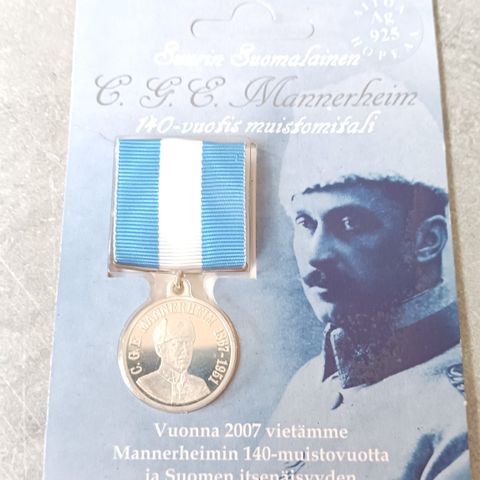 AITOA
Ag
925
HOPEAA
Suurin Suomalainen
C. G. E. Mannerheim
140-vuotis muistomitali
C.G.E. MANNERHEIM 1867-1951
Vuonna 2007 vietämme
Mannerheimin 140-muistovuotta
ja Suomen itsenäisyyden